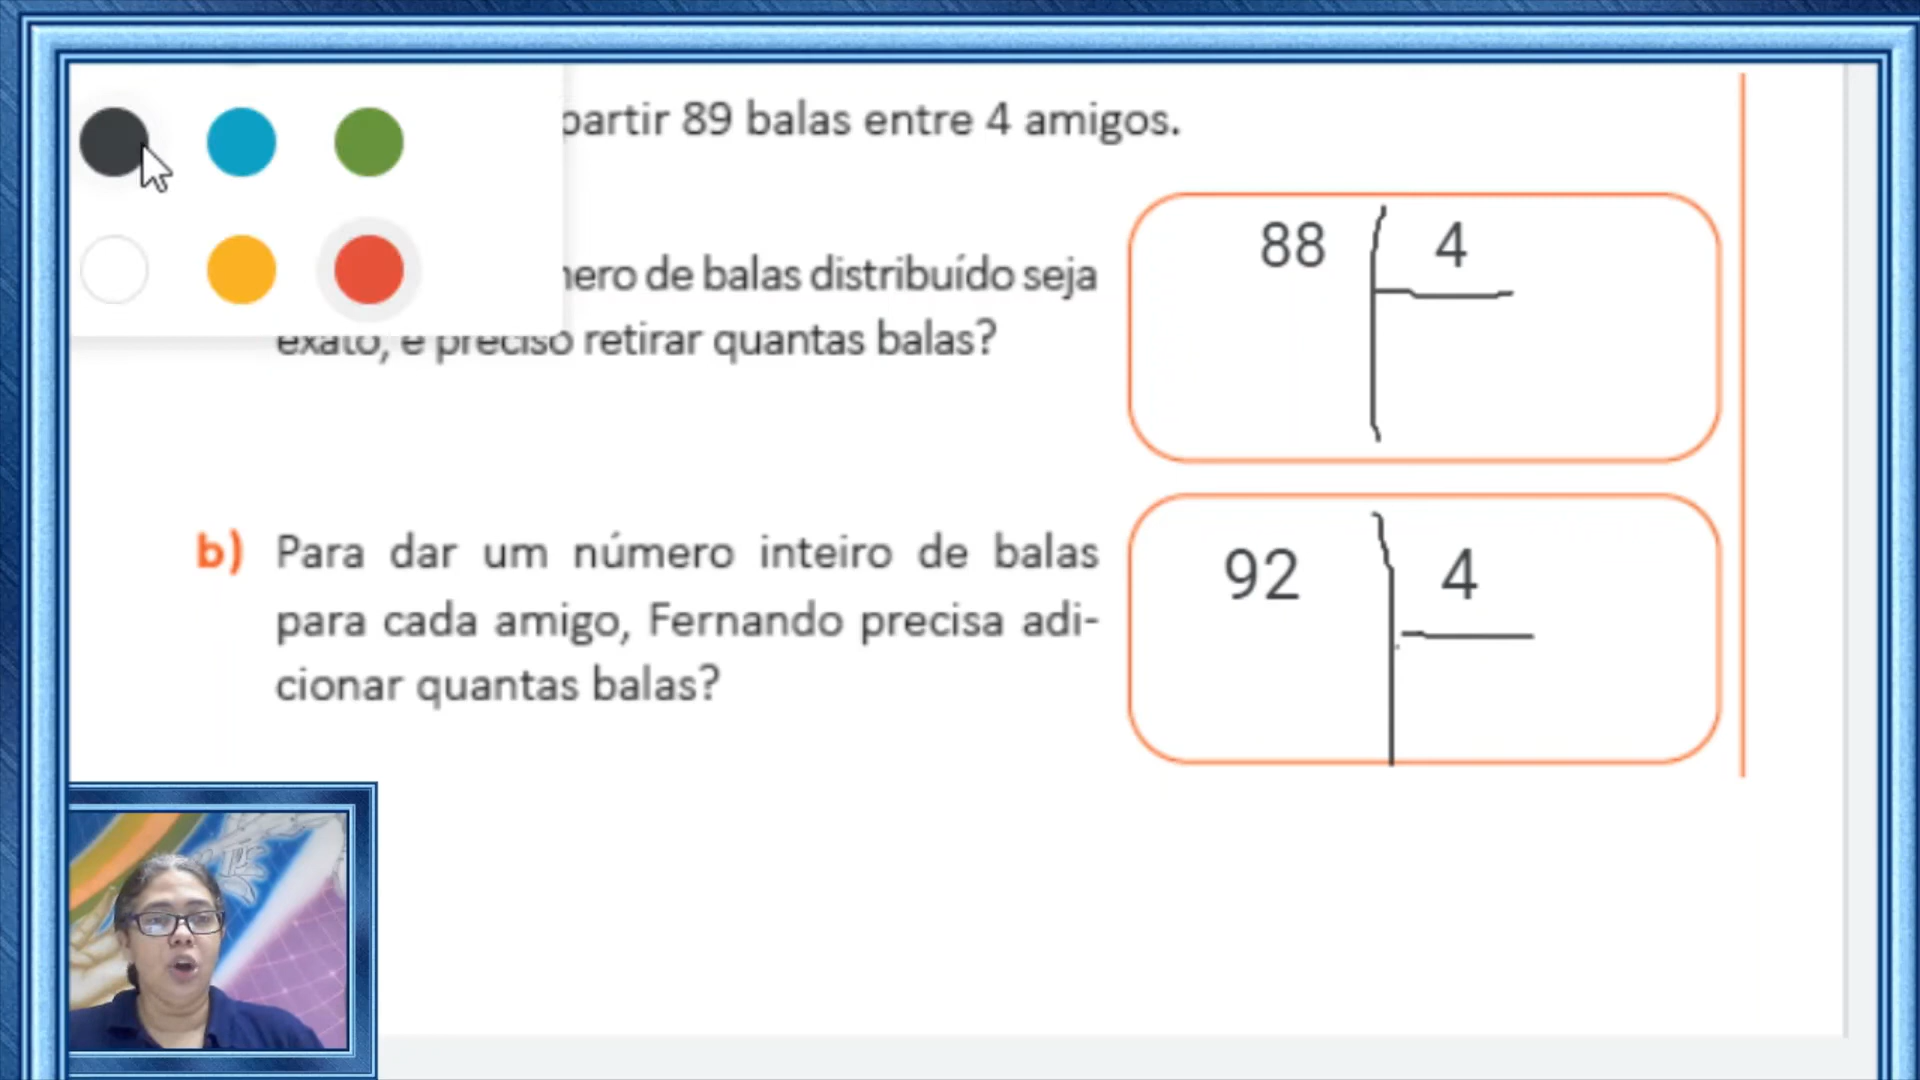 partir 89 balas entre 4 amigos.
88 4
de balas distribuído seja
exato, é preciso retirar quantas balas?
b) Para dar um número inteiro de balas
para cada amigo, Fernando precisa adi-
cionar quantas balas?
92 4